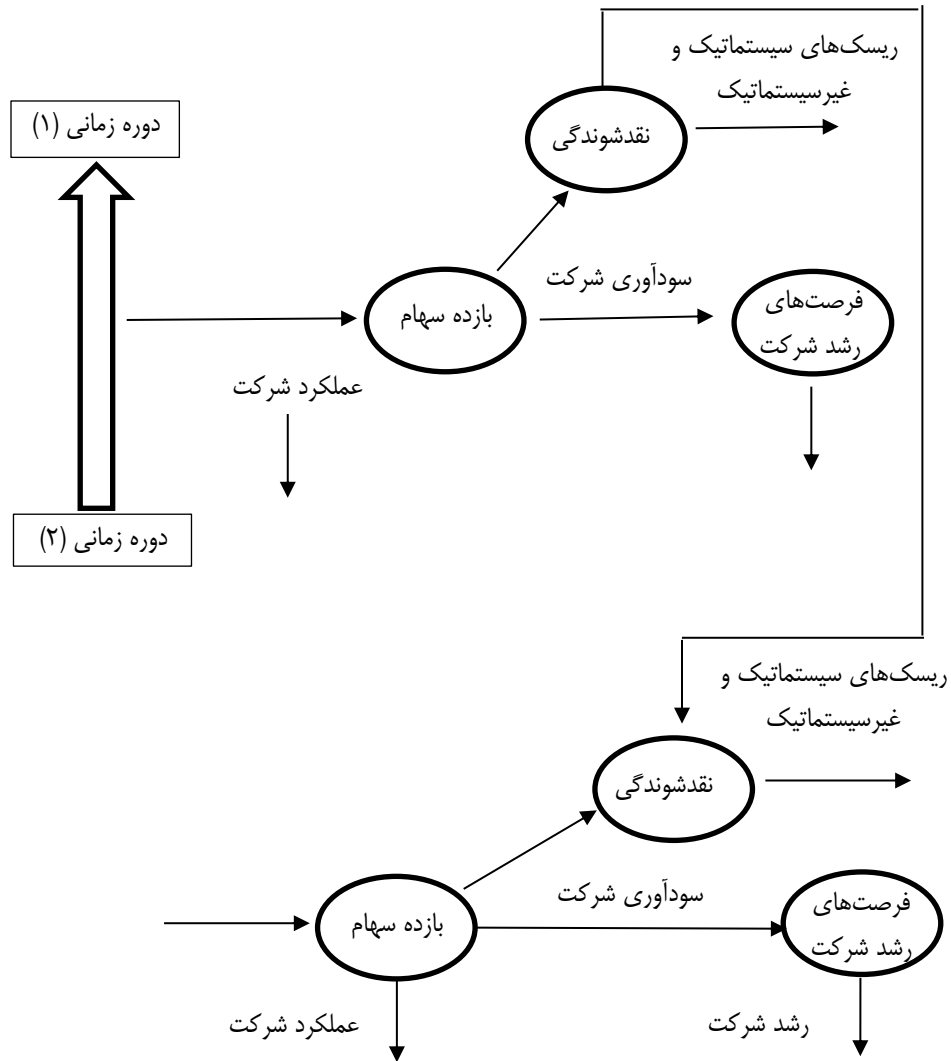 ریسک‌های سیستماتیک و
غیرسیستماتیک
دوره زمانی (۱)
نقدشوندگی
سودآوری شرکت
فرصت‌های
رشد شرکت
بازده سهام
عملکرد شرکت
دوره زمانی (۲)
ریسک‌های سیستماتیک و
غیرسیستماتیک
نقدشوندگی
سودآوری شرکت
فرصت‌های
رشد شرکت
بازده سهام
رشد شرکت
عملکرد شرکت